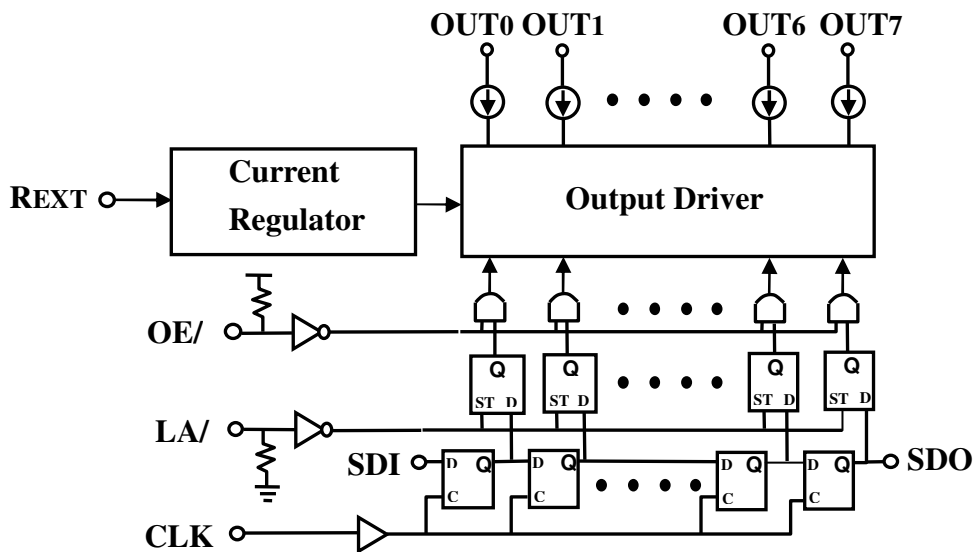 OUT0 OUT1 OUT6 OUT7
REXT
Current
Regulator
Output Driver
OE/
Q Q Q Q
ST D ST D ST D ST D
LA/
SDI
D Q D Q D Q D Q
SDO
C C C C
CLK